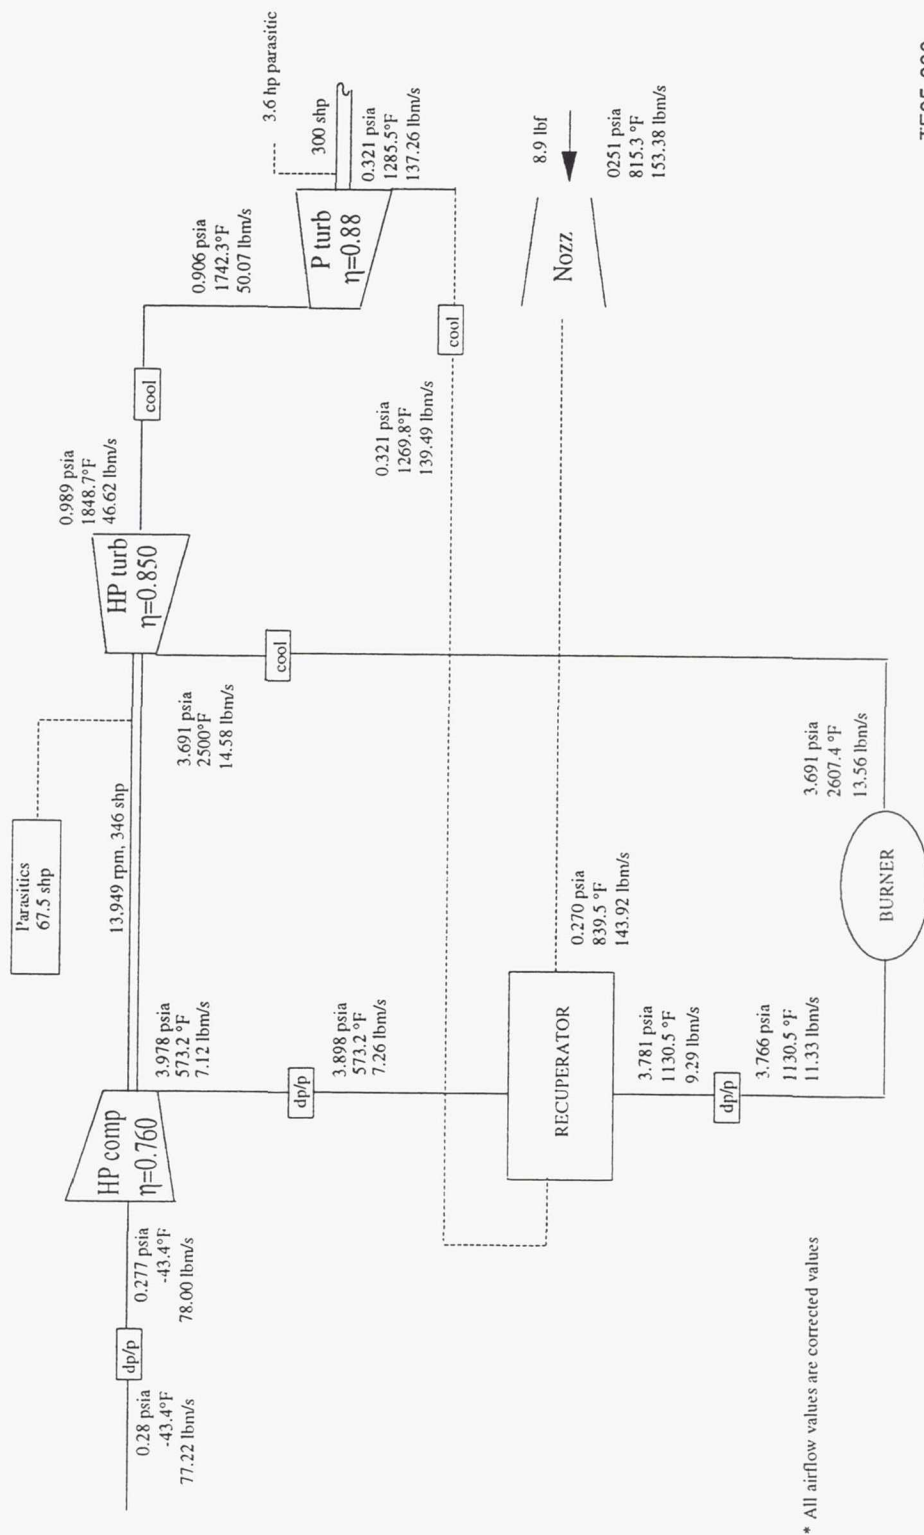 0.28 psia
-43.4°F
77.22 lbm/s
dp/p
0.277 psia
-43.4°F
78.00 lbm/s
HP comp
η=0.760
3.978 psia
573.2 °F
7.12 lbm/s
Parasitics
67.5 shp
13.949 rpm, 346 shp
HP turb
η=0.850
3.691 psia
2500°F
14.58 lbm/s
0.989 psia
1848.7°F
46.62 lbm/s
cool
0.906 psia
1742.3°F
50.07 lbm/s
P turb
η=0.88
3.6 hp parasitic
300 shp
0.321 psia
1285.5°F
137.26 lbm/s
cool
0.321 psia
1269.8°F
139.49 lbm/s
cool
dp/p
3.898 psia
573.2 °F
7.26 lbm/s
RECUPERATOR
0.270 psia
839.5 °F
143.92 lbm/s
Nozz
8.9 lbf
0251 psia
815.3 °F
153.38 lbm/s
3.781 psia
1130.5 °F
9.29 lbm/s
dp/p
3.766 psia
1130.5 °F
11.33 lbm/s
BURNER
3.691 psia
2607.4 °F
13.56 lbm/s
* All airflow values are corrected values